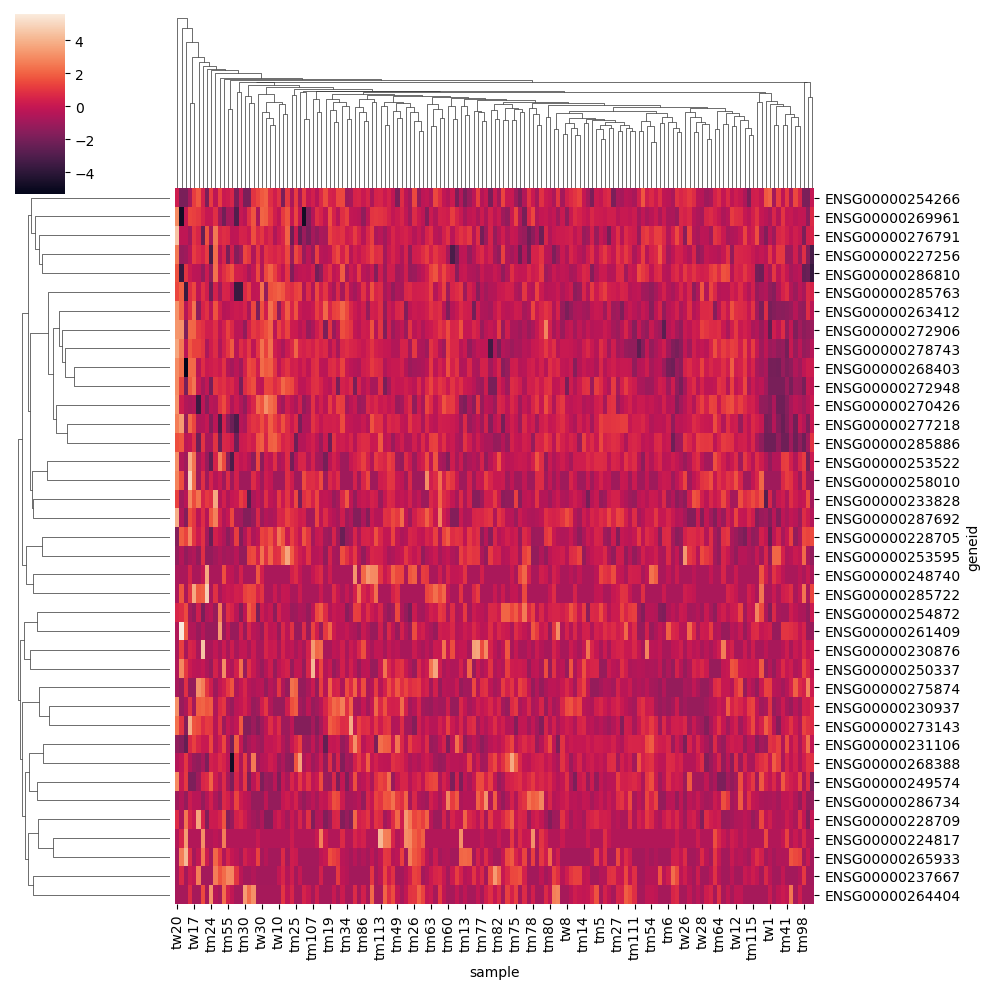 4
2
0
−2
−4
ENSG00000254266
ENSG00000269961
ENSG00000276791
ENSG00000227256
ENSG00000286810
ENSG00000285763
ENSG00000263412
ENSG00000272906
ENSG00000278743
ENSG00000268403
ENSG00000272948
ENSG00000270426
ENSG00000277218
ENSG00000285886
ENSG00000253522
ENSG00000258010
ENSG00000233828
ENSG00000287692
ENSG00000228705
ENSG00000253595
ENSG00000248740
ENSG00000285722
ENSG00000254872
ENSG00000261409
ENSG00000230876
ENSG00000250337
ENSG00000275874
ENSG00000230937
ENSG00000273143
ENSG00000231106
ENSG00000268388
ENSG00000249574
ENSG00000286734
ENSG00000228709
ENSG00000224817
ENSG00000265933
ENSG00000237667
ENSG00000264404
geneid
tw20
tw17
tm24
tm55
tm30
tw30
tw10
tm25
tm107
tm19
tm34
tm86
tm113
tm49
tm26
tm63
tm60
tm13
tm77
tm82
tm75
tm78
tm80
tw8
tm14
tm5
tm27
tm111
tm54
tm6
tw26
tw28
tm64
tw12
tm115
tw1
tm41
tm98
sample